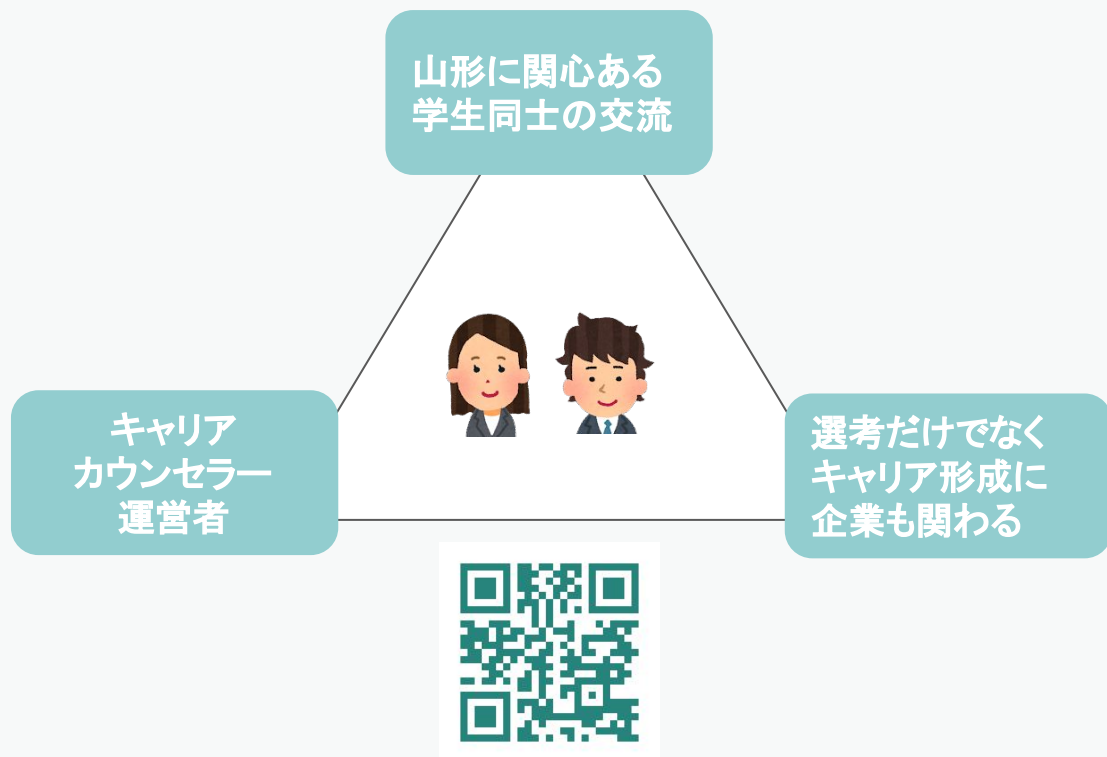 山形に関心ある
学生同士の交流
キャリア
カウンセラー
運営者
選考だけでなく
キャリア形成に
企業も関わる